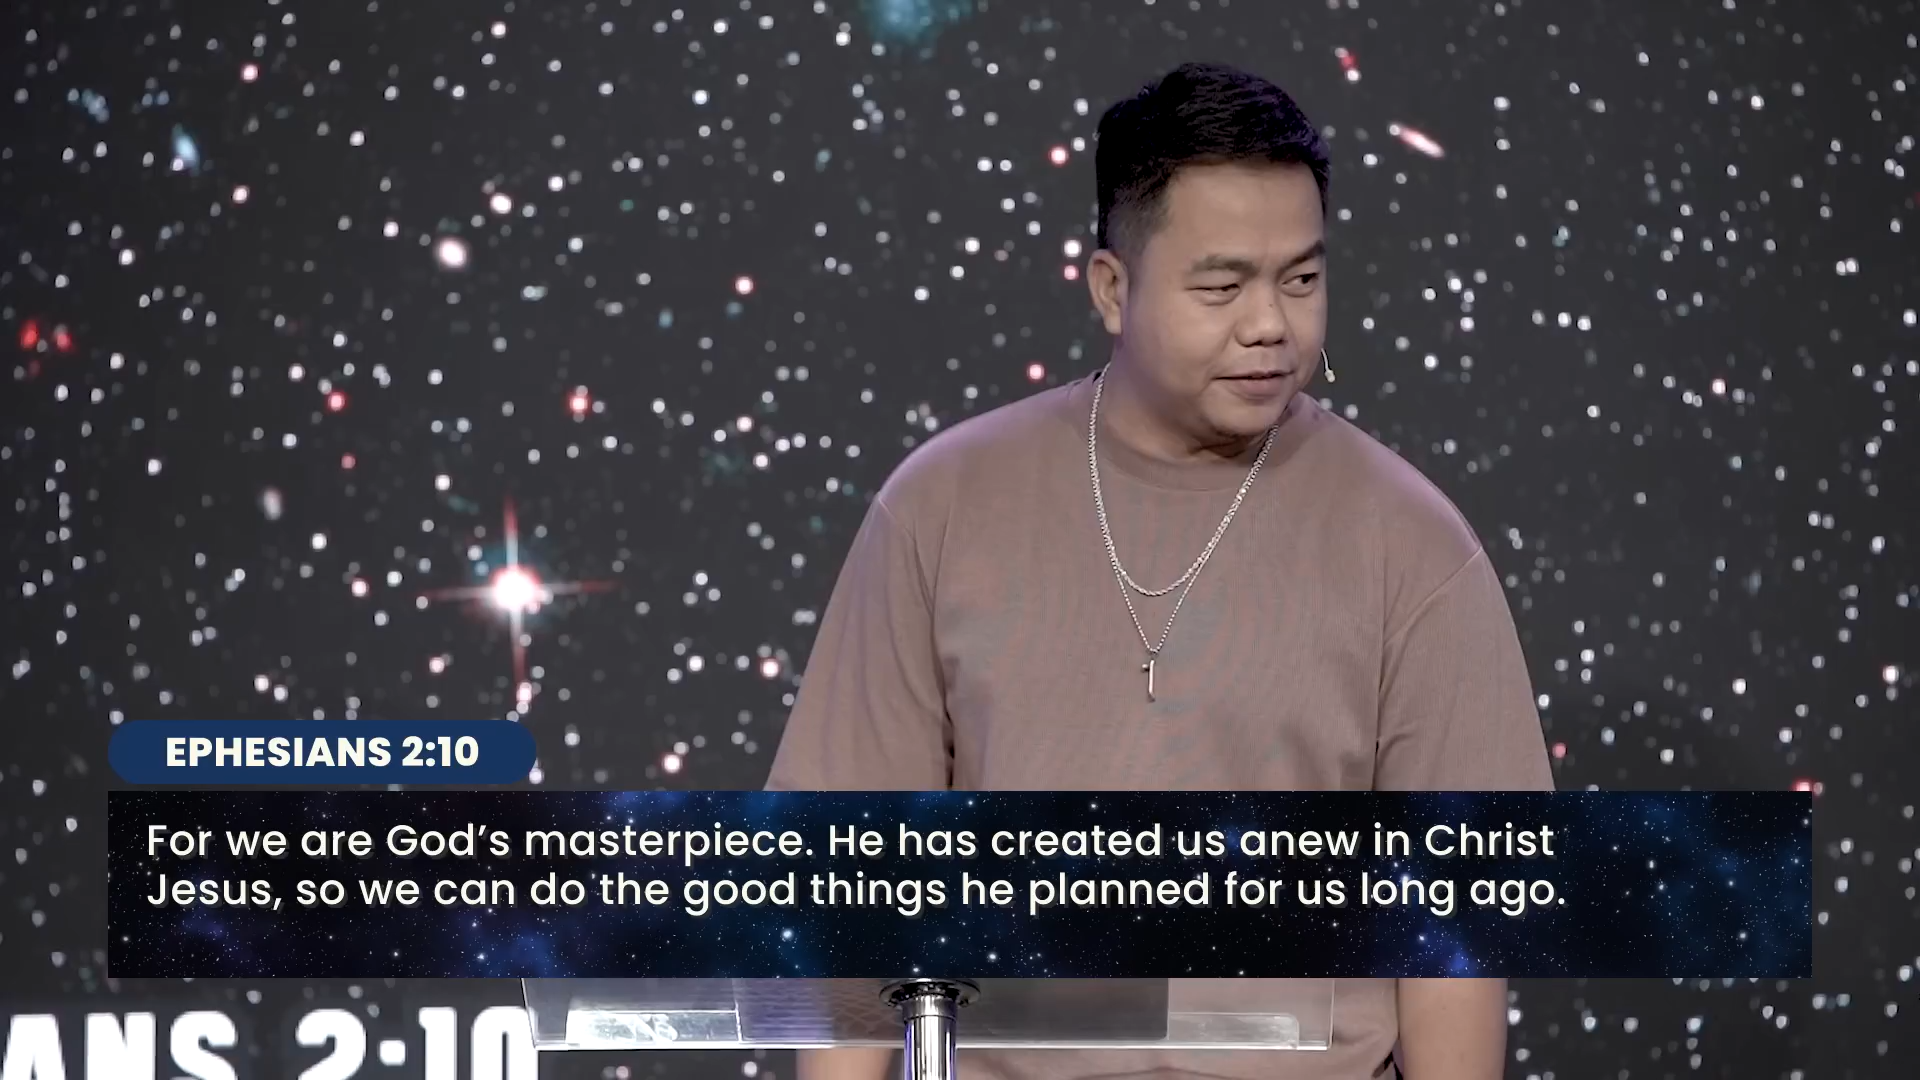 EPHESIANS 2:10
For we are God’s masterpiece. He has created us anew in Christ
Jesus, so we can do the good things he planned for us long ago.
ANS 2:10